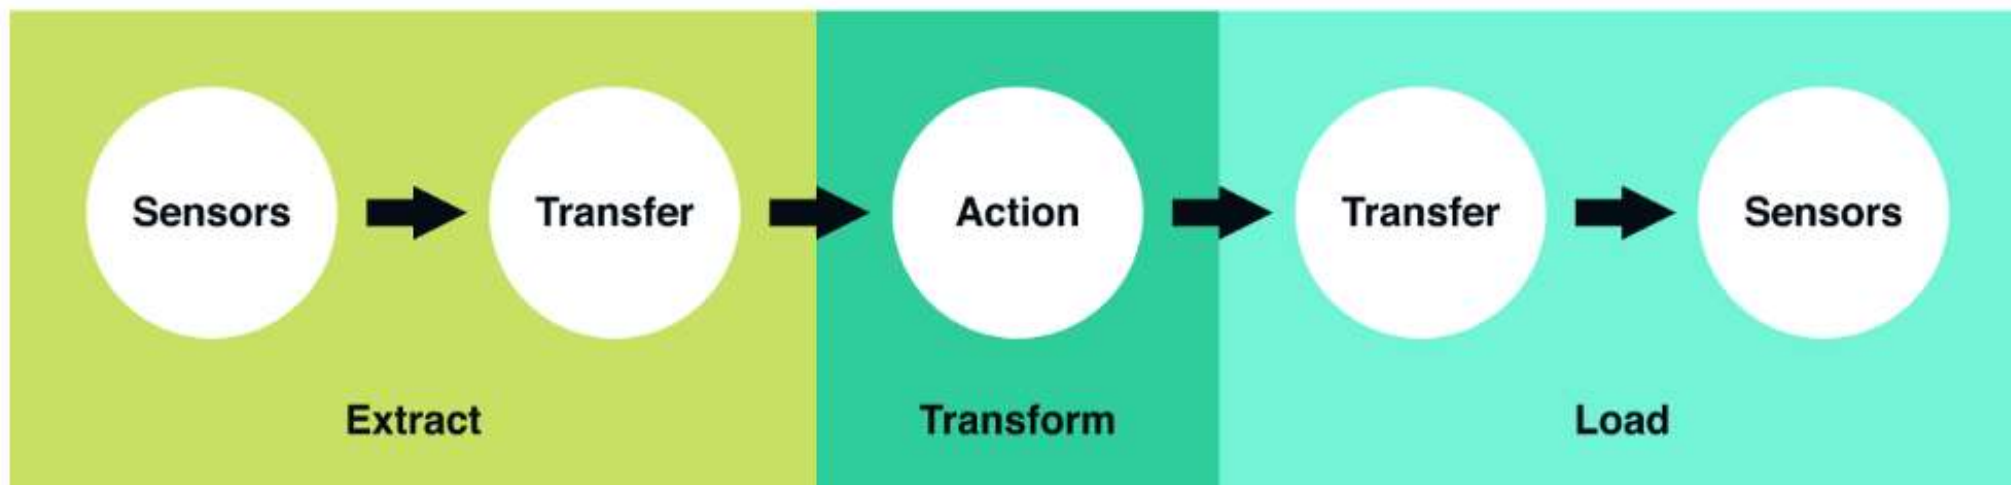 Sensors
Transfer
Action
Transfer
Sensors
Extract
Transform
Load